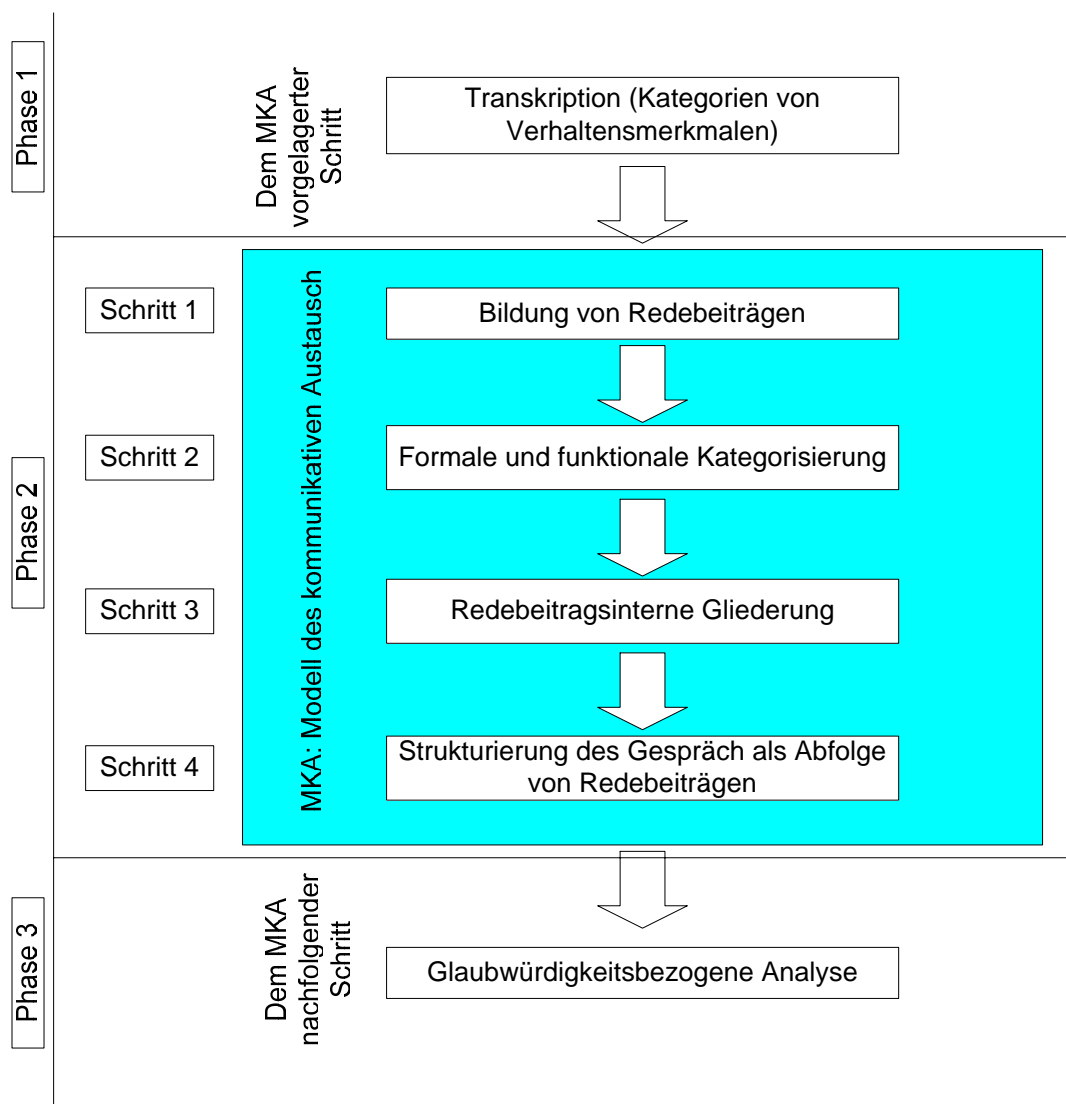 Phase 1
Dem MKA
vorgelagerter
Schritt
Transkription (Kategorien von
Verhaltensmerkmalen)
Phase 2
MKA: Modell des kommunikativen Austausch
Schritt 1
Bildung von Redebeiträgen
Schritt 2
Formale und funktionale Kategorisierung
Schritt 3
Redebeitragsinterne Gliederung
Schritt 4
Strukturierung des Gespräch als Abfolge
von Redebeiträgen
Phase 3
Dem MKA
nachfolgender
Schritt
Glaubwürdigkeitsbezogene Analyse